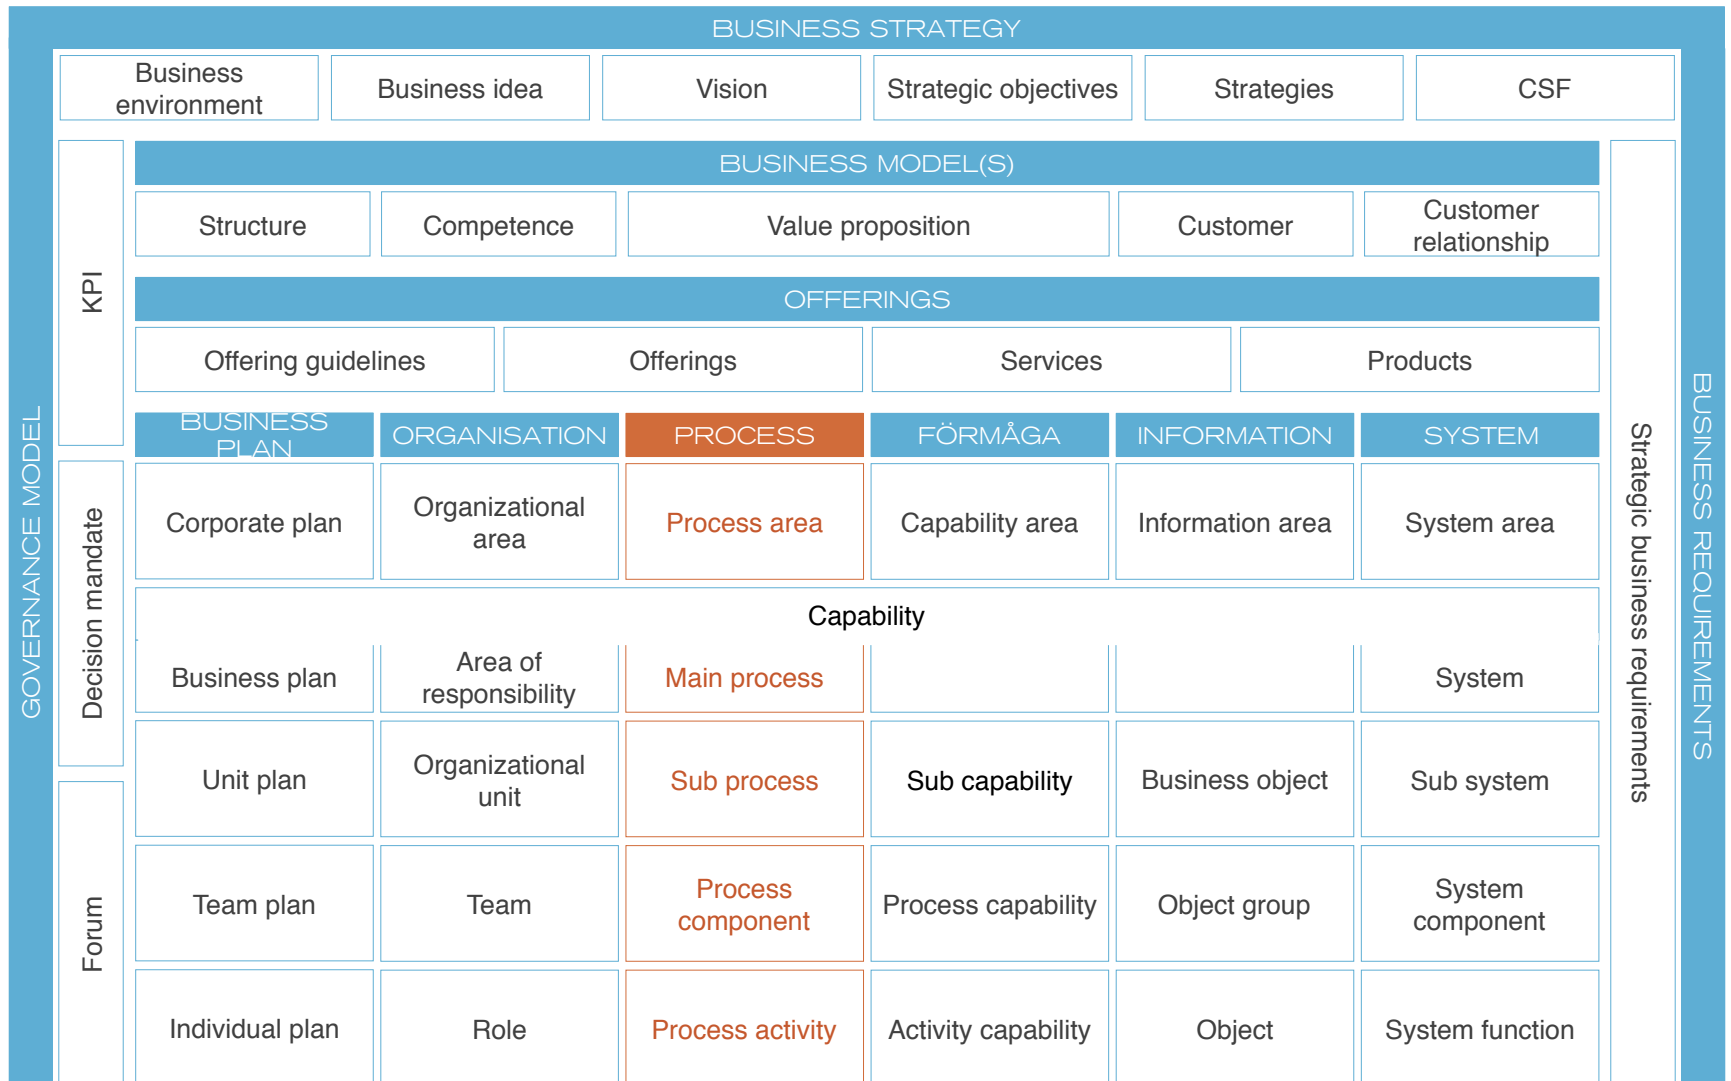 BUSINESS STRATEGY
Business
environment
Business idea
Vision
Strategic objectives
Strategies
CSF
GOVERNANCE MODEL
KPI
Decision mandate
Forum
BUSINESS MODEL(S)
Structure
Competence
Value proposition
Customer
Customer
relationship
OFFERINGS
Offering guidelines
Offerings
Services
Products
BUSINESS
PLAN
ORGANISATION
PROCESS
FÖRMÅGA
INFORMATION
SYSTEM
Corporate plan
Organizational
area
Process area
Capability area
Information area
System area
Capability
Business plan
Area of
responsibility
Main process
System
Unit plan
Organizational
unit
Sub process
Sub capability
Business object
Sub system
Team plan
Team
Process
component
Process capability
Object group
System
component
Individual plan
Role
Process activity
Activity capability
Object
System function
Strategic business requirements
BUSINESS REQUIREMENTS